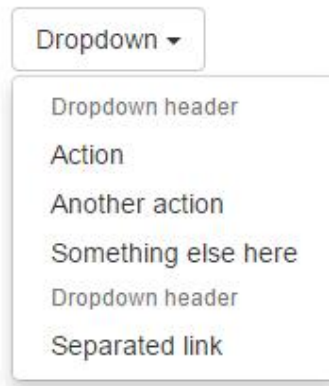 Dropdown
Dropdown header
Action
Another action
Something else here
Dropdown header
Separated link